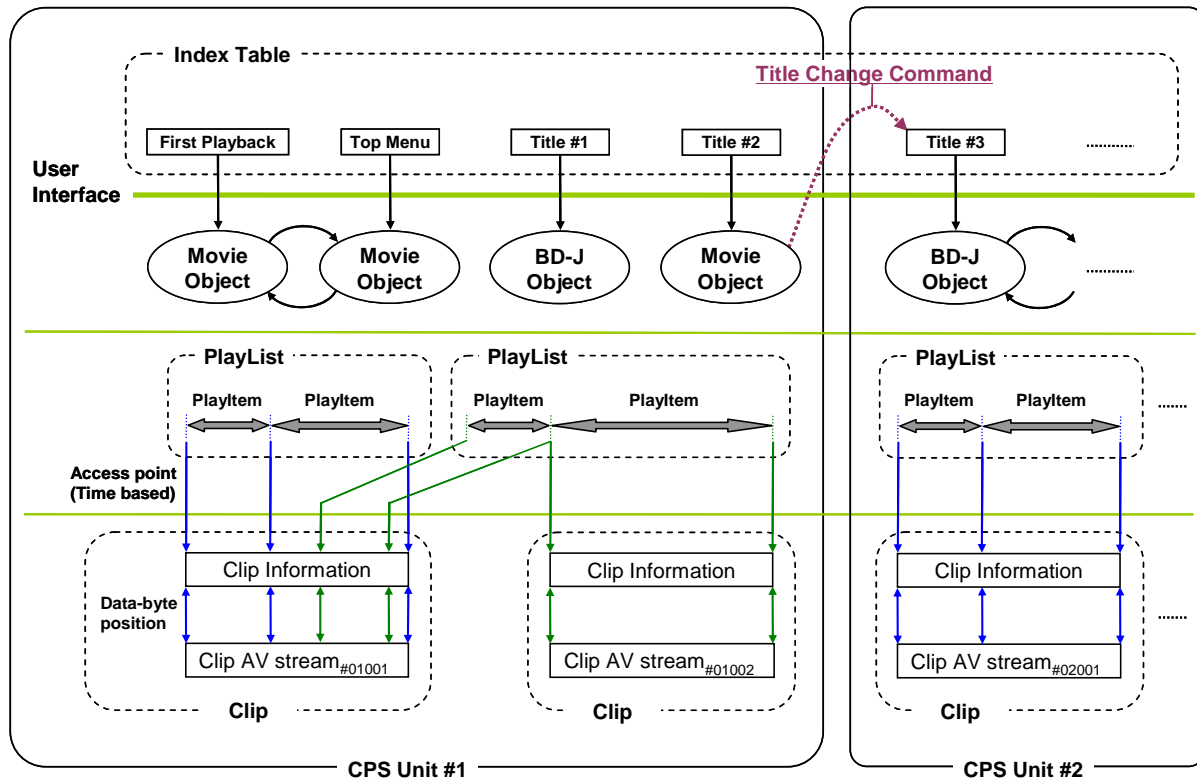 Index Table
Title Change Command
First Playback
Top Menu
Title #1
Title #2
Title #3
.........
User
Interface
Movie
Object
Movie
Object
BD-J
Object
Movie
Object
BD-J
Object
.........
PlayList
PlayList
PlayList
PlayItem
PlayItem
PlayItem
PlayItem
PlayItem
PlayItem
......
Access point
(Time based)
Clip Information
Clip Information
Clip Information
Data-byte
position
......
Clip AV stream#01001
Clip AV stream#01002
Clip AV stream#02001
Clip
Clip
Clip
CPS Unit #1
CPS Unit #2